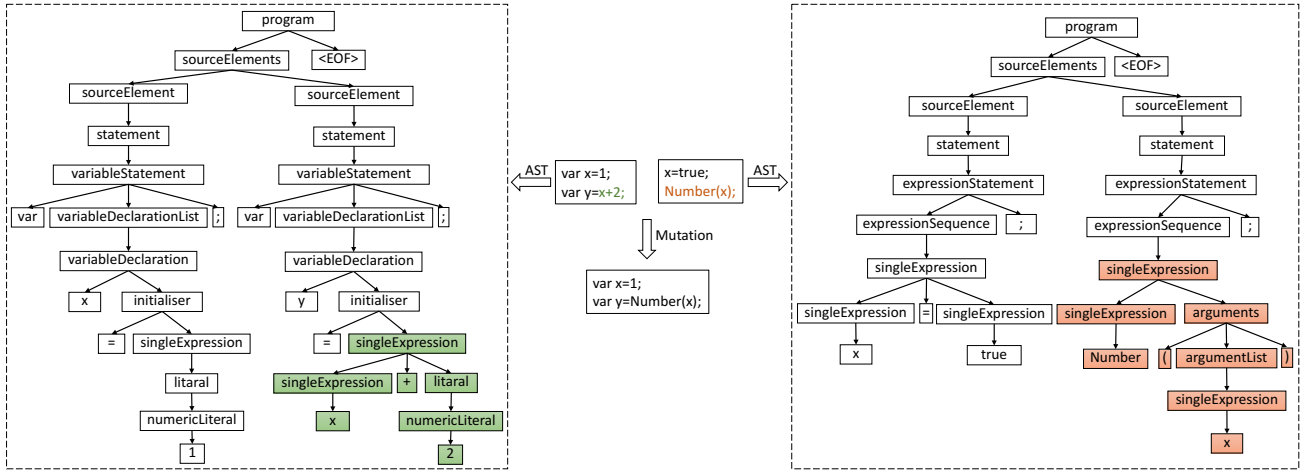 program
sourceElements <EOF>
sourceElement sourceElement
statement statement
variableStatement variableStatement
var variableDeclarationList ; var variableDeclarationList ;
variableDeclaration variableDeclaration
x initialiser y initialiser
= singleExpression = singleExpression
litaral singleExpression + litaral
numericLiteral x numericLiteral
1 2
AST
var x=1;
var y=x+2;
x=true;
Number(x);
AST
Mutation
var x=1;
var y=Number(x);
program
sourceElements <EOF>
sourceElement sourceElement
statement statement
expressionStatement expressionStatement
expressionSequence ; expressionSequence ;
singleExpression singleExpression
singleExpression = singleExpression singleExpression arguments
x true Number ( argumentList )
singleExpression
x